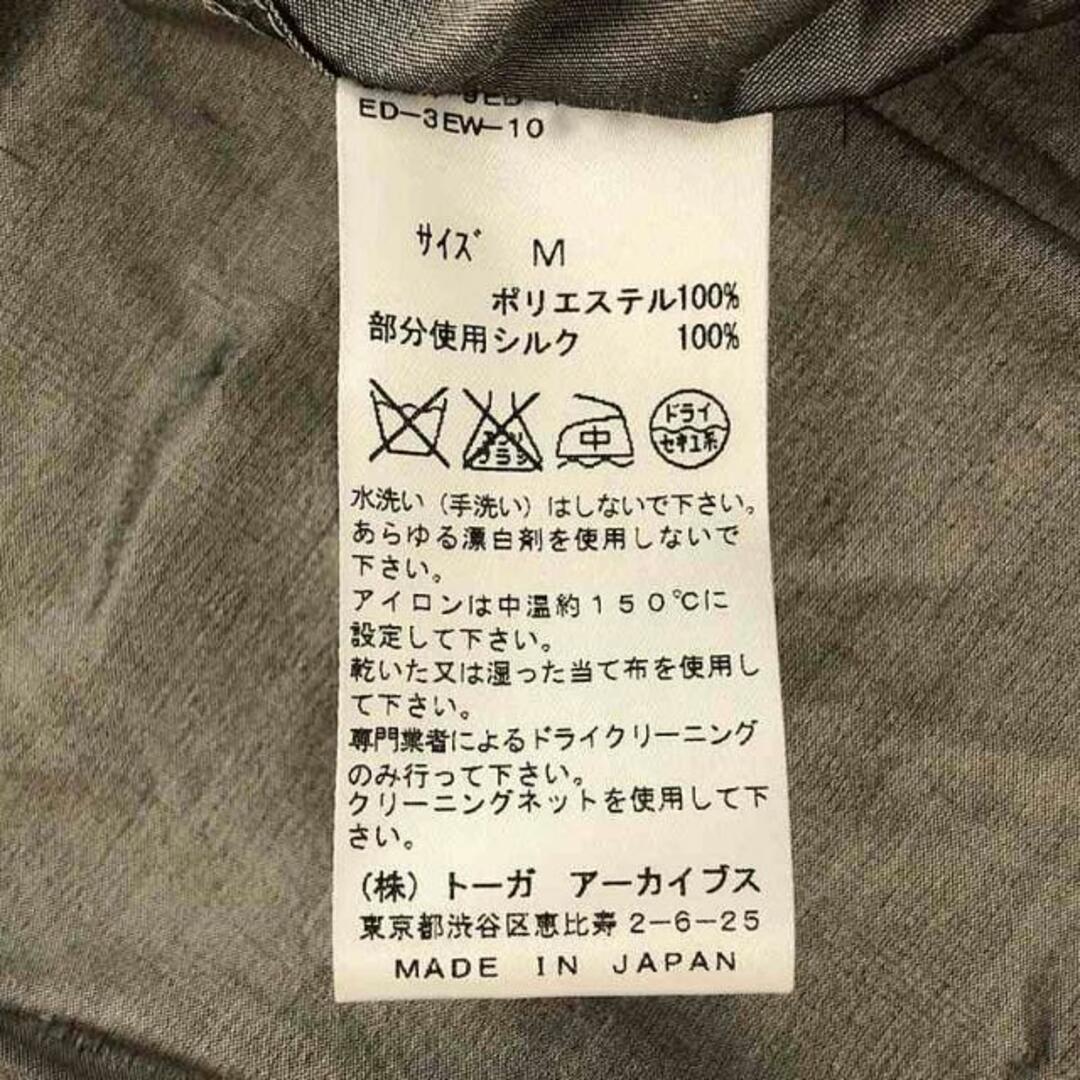 ED-3EW-10
サイズ M
ポリエステル100%
部分使用シルク 100%
エンソ
サラシ
中
ドライ
セキユ系
水洗い（手洗い）はしないで下さい。
あらゆる漂白剤を使用しないで
下さい。
アイロンは中温約１５０℃に
設定して下さい。
乾いた又は湿った当て布を使用し
て下さい。
専門業者によるドライクリーニング
のみ行って下さい。
クリーニングネットを使用して下
さい。
（株）トーガ アーカイブス
東京都渋谷区恵比寿２－６－２５
MADE IN JAPAN